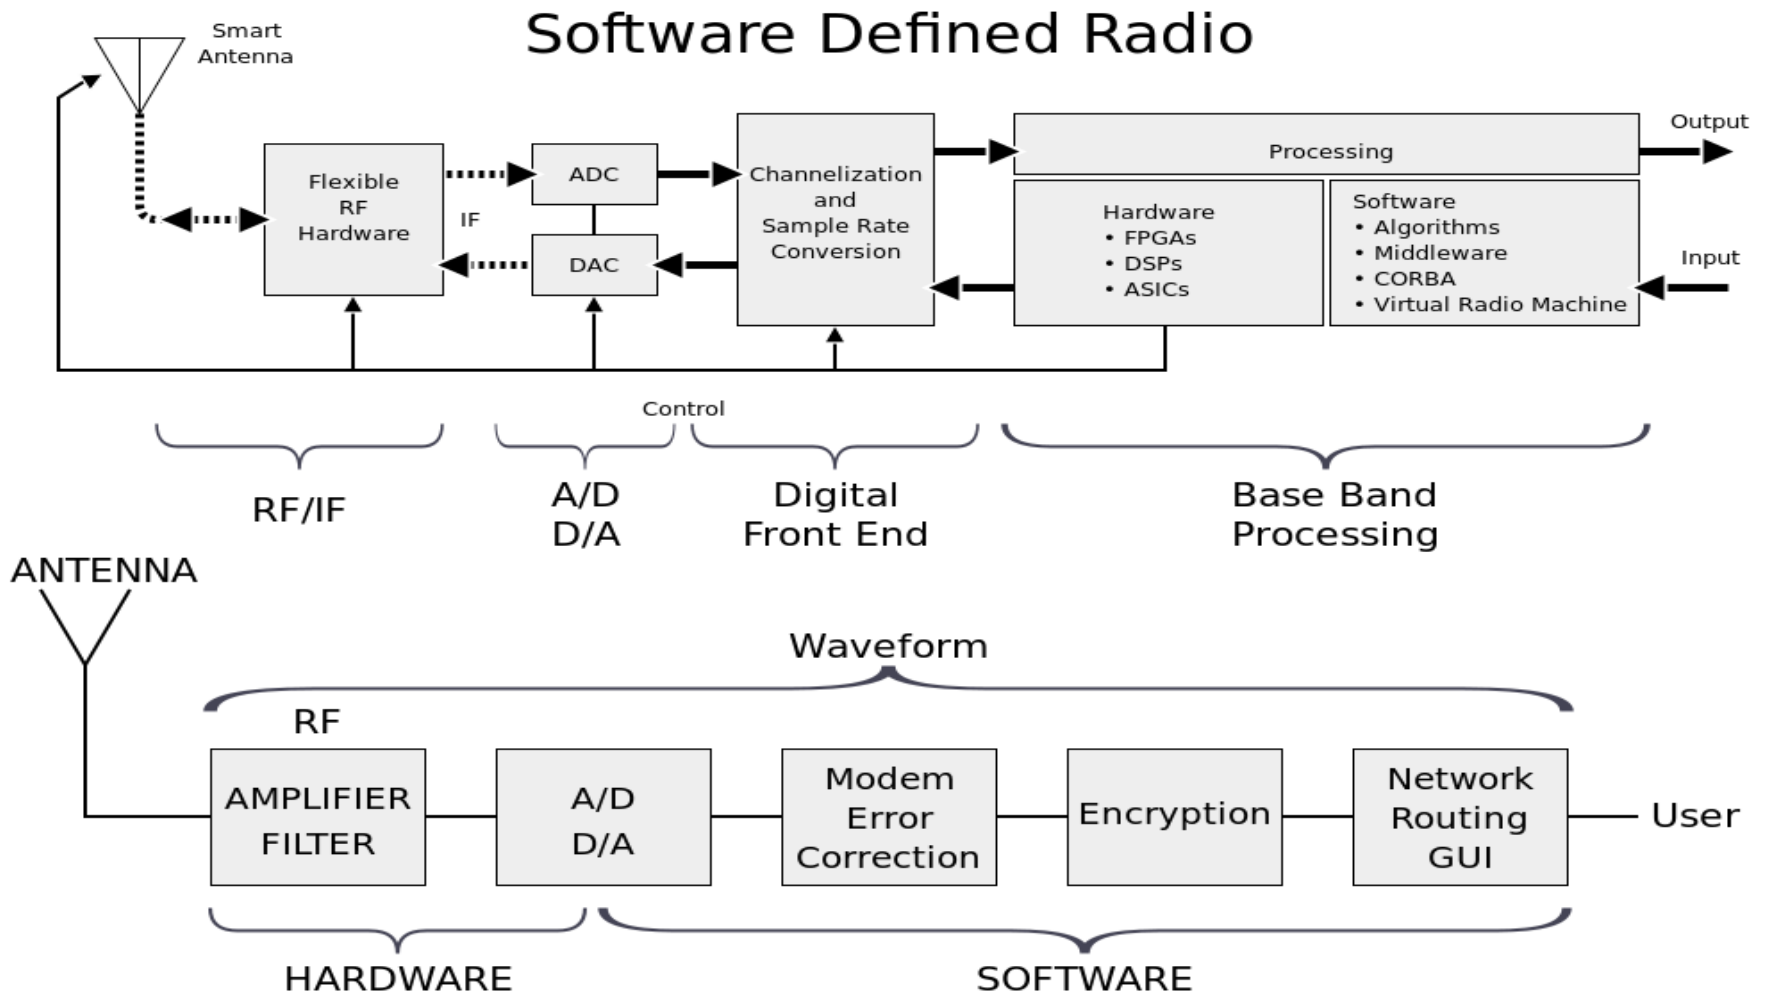 Software Defined Radio
Smart
Antenna
Flexible
RF
Hardware
IF
ADC
DAC
Channelization
and
Sample Rate
Conversion
Processing
Hardware
• FPGAs
• DSPs
• ASICs
Software
• Algorithms
• Middleware
• CORBA
• Virtual Radio Machine
Output
Input
Control
RF/IF
A/D
D/A
Digital
Front End
Base Band
Processing
ANTENNA
Waveform
RF
AMPLIFIER
FILTER
A/D
D/A
Modem
Error
Correction
Encryption
Network
Routing
GUI
User
HARDWARE
SOFTWARE